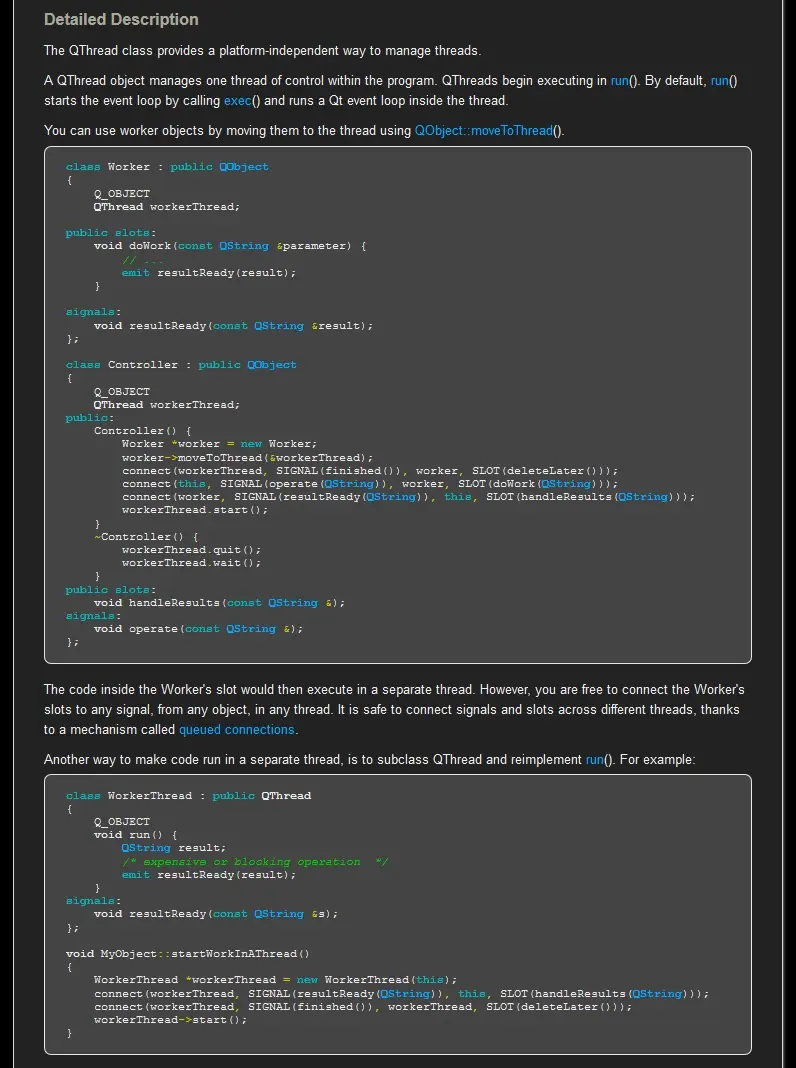 Detailed Description
The QThread class provides a platform-independent way to manage threads.
A QThread object manages one thread of control within the program. QThreads begin executing in run(). By default, run()
starts the event loop by calling exec() and runs a Qt event loop inside the thread.
You can use worker objects by moving them to the thread using QObject::moveToThread().
class Worker : public QObject
{
    Q_OBJECT
    QThread workerThread;
public slots:
    void doWork(const QString &parameter) {
        // ...
        emit resultReady(result);
    }
signals:
    void resultReady(const QString &result);
};
class Controller : public QObject
{
    Q_OBJECT
    QThread workerThread;
public:
    Controller() {
        Worker *worker = new Worker;
        worker->moveToThread(&workerThread);
        connect(workerThread, SIGNAL(finished()), worker, SLOT(deleteLater()));
        connect(this, SIGNAL(operate(QString)), worker, SLOT(doWork(QString)));
        connect(worker, SIGNAL(resultReady(QString)), this, SLOT(handleResults(QString)));
        workerThread.start();
    }
    ~Controller() {
        workerThread.quit();
        workerThread.wait();
    }
public slots:
    void handleResults(const QString &);
signals:
    void operate(const QString &);
};
The code inside the Worker's slot would then execute in a separate thread. However, you are free to connect the Worker's
slots to any signal, from any object, in any thread. It is safe to connect signals and slots across different threads, thanks
to a mechanism called queued connections.
Another way to make code run in a separate thread, is to subclass QThread and reimplement run(). For example:
class WorkerThread : public QThread
{
    Q_OBJECT
    void run() {
        QString result;
        /* expensive or blocking operation  */
        emit resultReady(result);
    }
signals:
    void resultReady(const QString &s);
};
void MyObject::startWorkInAThread()
{
    WorkerThread *workerThread = new WorkerThread(this);
    connect(workerThread, SIGNAL(resultReady(QString)), this, SLOT(handleResults(QString)));
    connect(workerThread, SIGNAL(finished()), workerThread, SLOT(deleteLater()));
    workerThread->start();
}